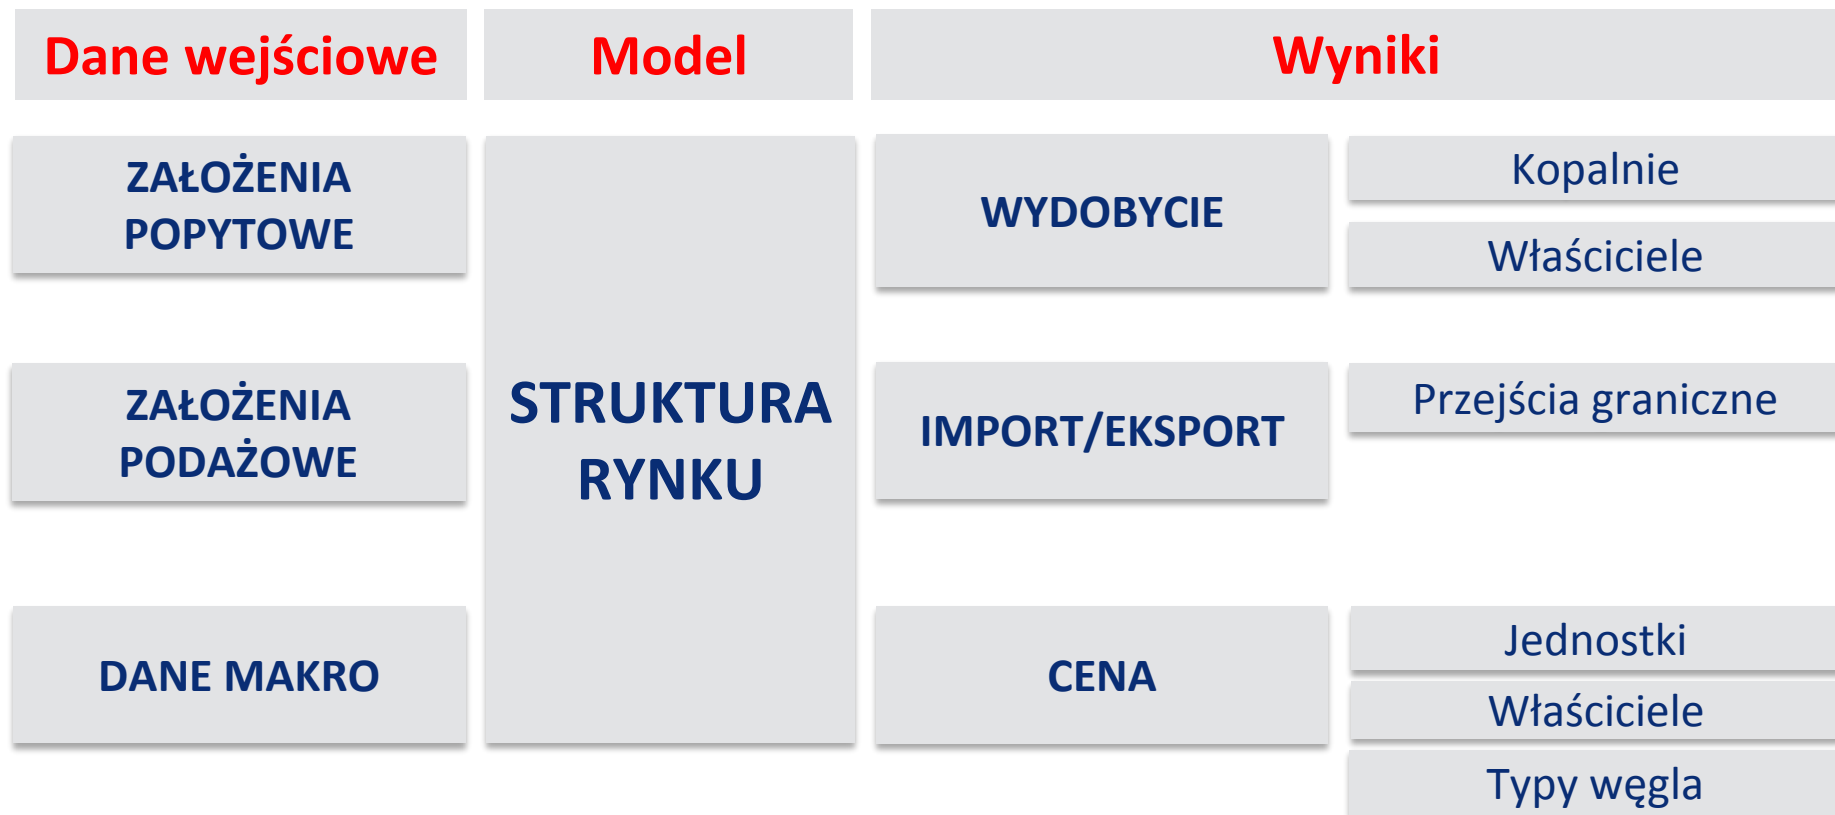 Dane wejściowe
Model
Wyniki
ZAŁOŻENIA
POPYTOWE
ZAŁOŻENIA
PODAŻOWE
DANE MAKRO
STRUKTURA
RYNKU
WYDOBYCIE
Kopalnie
Właściciele
IMPORT/EKSPORT
Przejścia graniczne
CENA
Jednostki
Właściciele
Typy węgla